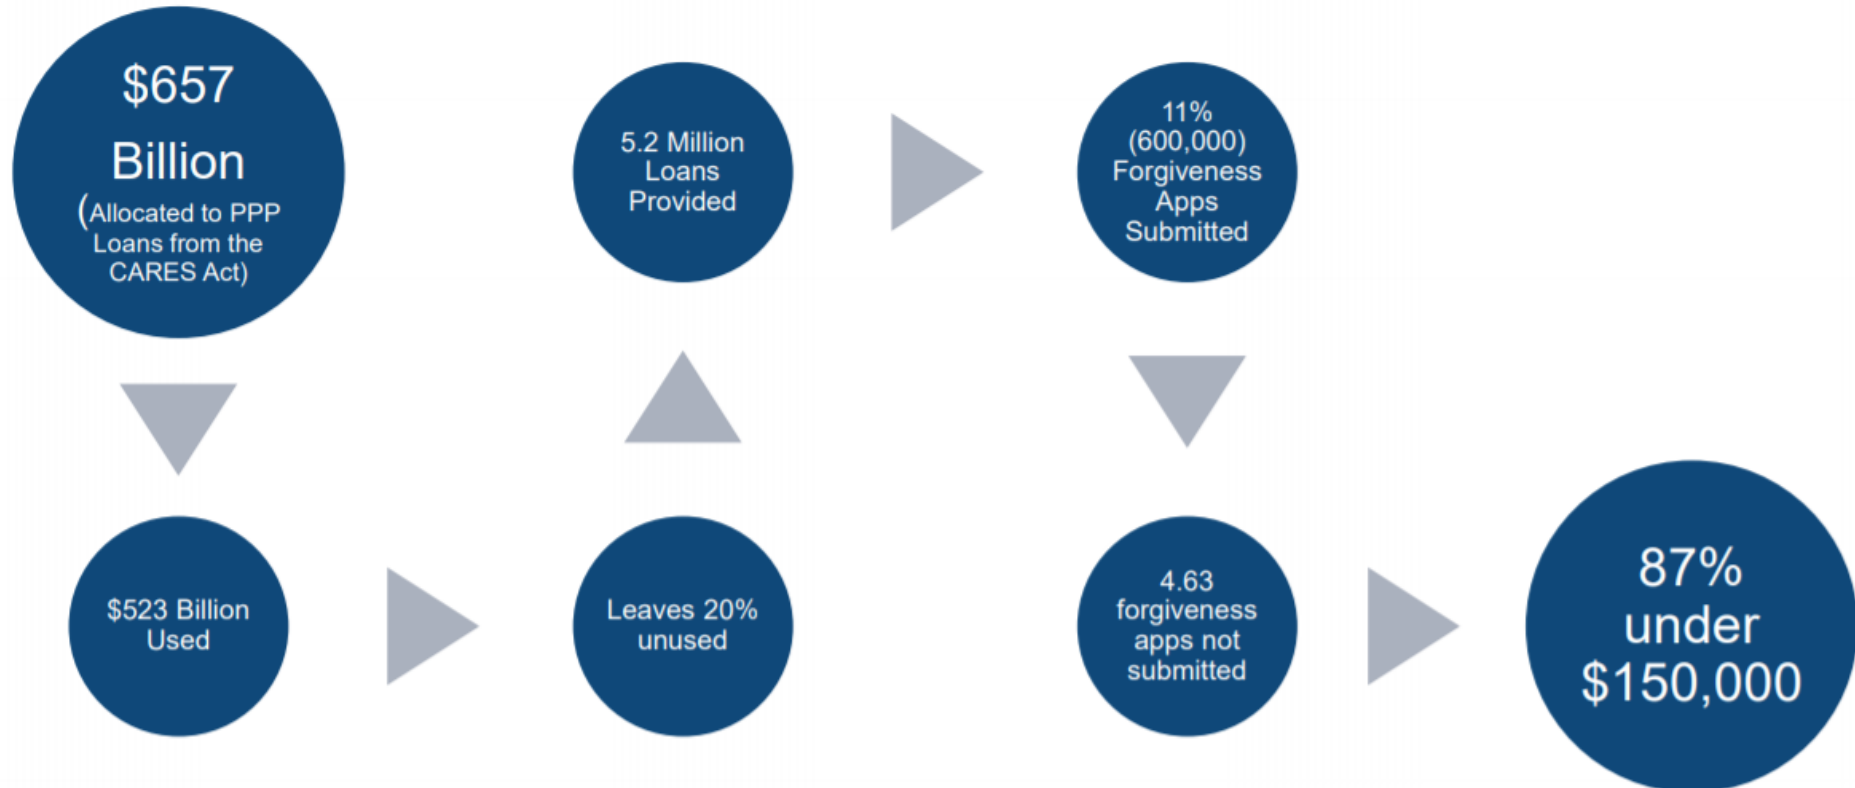 $657
Billion
(Allocated to PPP
Loans from the
CARES Act)
$523 Billion
Used
Leaves 20%
unused
5.2 Million
Loans
Provided
11%
(600,000)
Forgiveness
Apps
Submitted
4.63
forgiveness
apps not
submitted
87%
under
$150,000